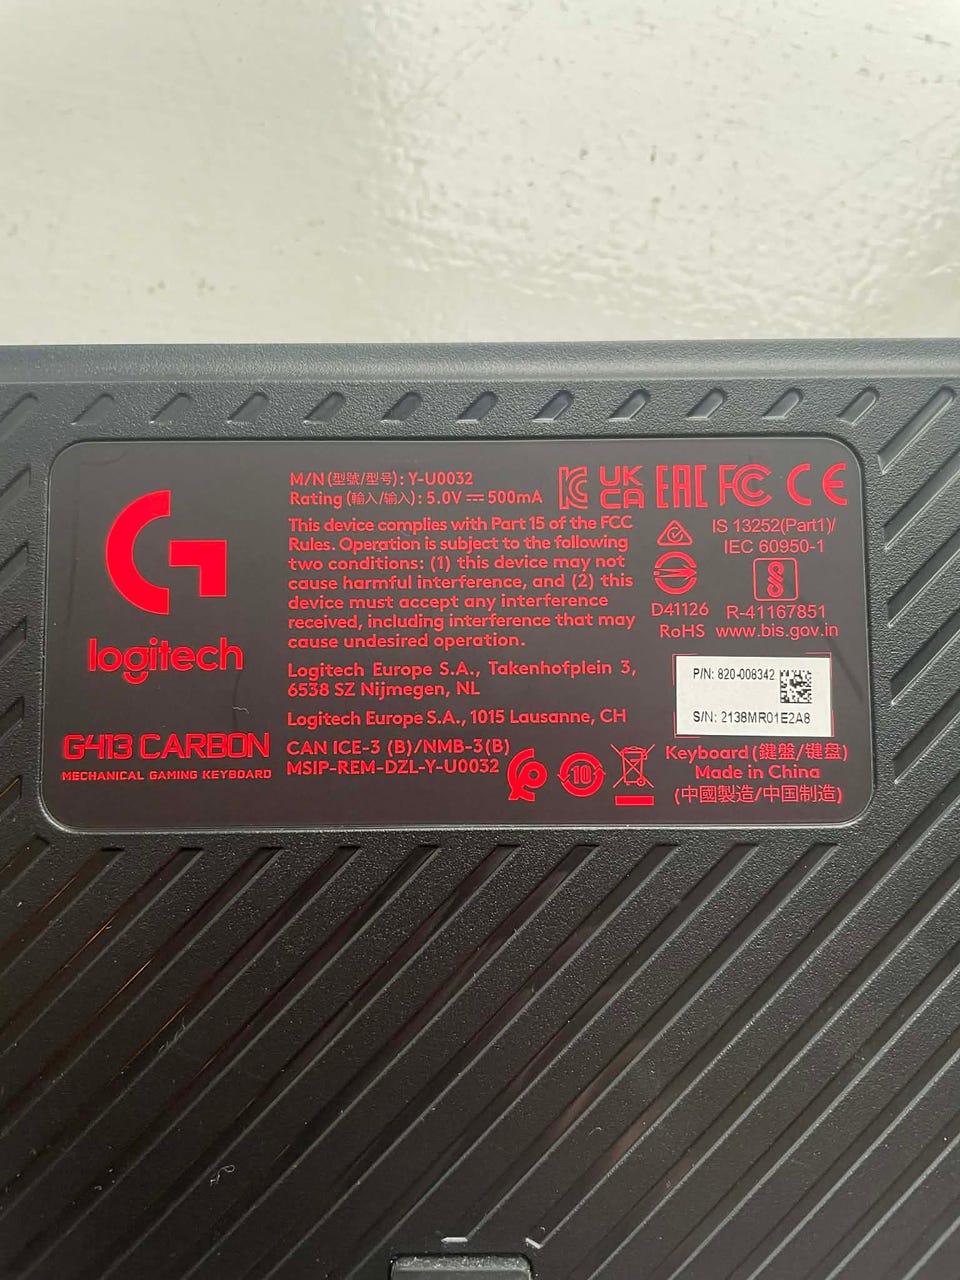 logitech
G413 CARBON
MECHANICAL GAMING KEYBOARD
M/N (型號/型号) : Y-U0032
Rating (輸入/输入) : 5.0V ⎓ 500mA
This device complies with Part 15 of the FCC
Rules. Operation is subject to the following
two conditions: (1) this device may not
cause harmful interference, and (2) this
device must accept any interference
received, including interference that may
cause undesired operation.
Logitech Europe S.A., Takenhofplein 3,
6538 SZ Nijmegen, NL
Logitech Europe S.A., 1015 Lausanne, CH
CAN ICE-3 (B)/NMB-3(B)
MSIP-REM-DZL-Y-U0032
10
UK
CA
EAC
FC
CE
IS 13252(Part1)/
IEC 60950-1
D41126
RoHS
R-41167851
www.bis.gov.in
P/N: 820-008342
S/N: 2138MR01E2A8
Keyboard (鍵盤/键盘)
Made in China
(中國製造/中国制造)